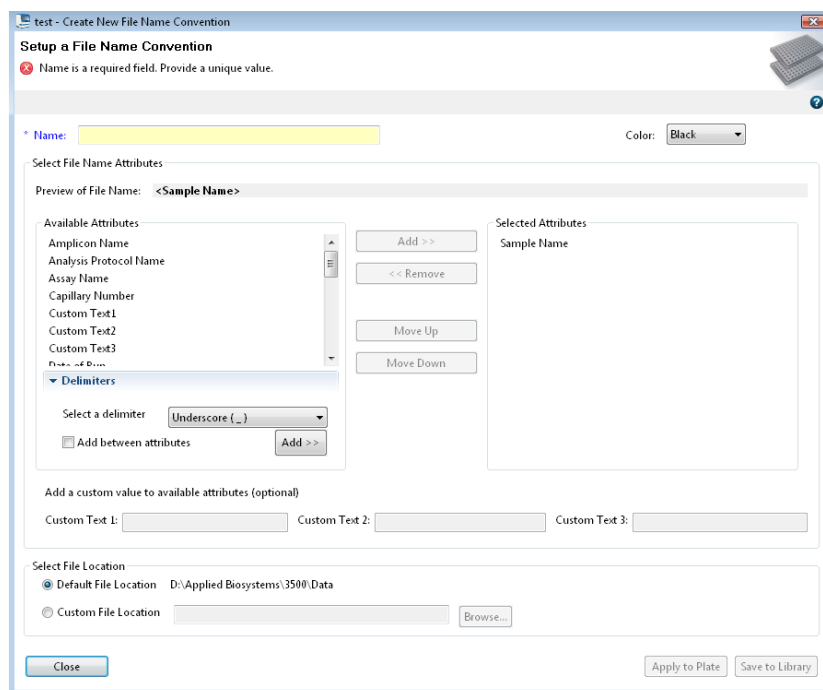 test - Create New File Name Convention
Setup a File Name Convention
Name is a required field. Provide a unique value.
* Name:
Color: Black
Select File Name Attributes
Preview of File Name: <Sample Name>
Available Attributes
Amplicon Name
Analysis Protocol Name
Assay Name
Capillary Number
Custom Text1
Custom Text2
Custom Text3
Date of Run
Add >>
<< Remove
Move Up
Move Down
Selected Attributes
Sample Name
Delimiters
Select a delimiter Underscore ( _ )
Add between attributes Add >>
Add a custom value to available attributes (optional)
Custom Text 1: Custom Text 2: Custom Text 3:
Select File Location
Default File Location D:\Applied Biosystems\3500\Data
Custom File Location Browse...
Close Apply to Plate Save to Library